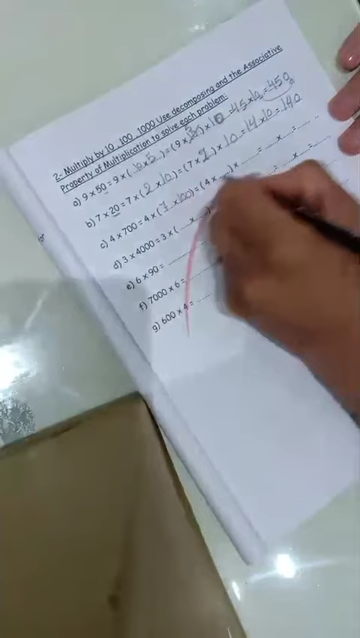 2- Multiply by 10, 100, 1000 Use decomposing and the Associative
Property of Multiplication to solve each problem:
a) 9 x 50 = 9 x ( 10 x 5 ) = (9 x ) x 10 = 45 x 10 = 450
b) 7 x 20 = 7 x ( 2 x 10 ) = (7 x 2 ) x 10 = 14 x 10 = 140
c) 4 x 700 = 4 x ( 7 x 100 ) = (4 x ) x = x =
d) 3 x 4000 = 3 x ( x
e) 6 x 90 =
f) 7000 x 6 =
g) 600 x 4 =